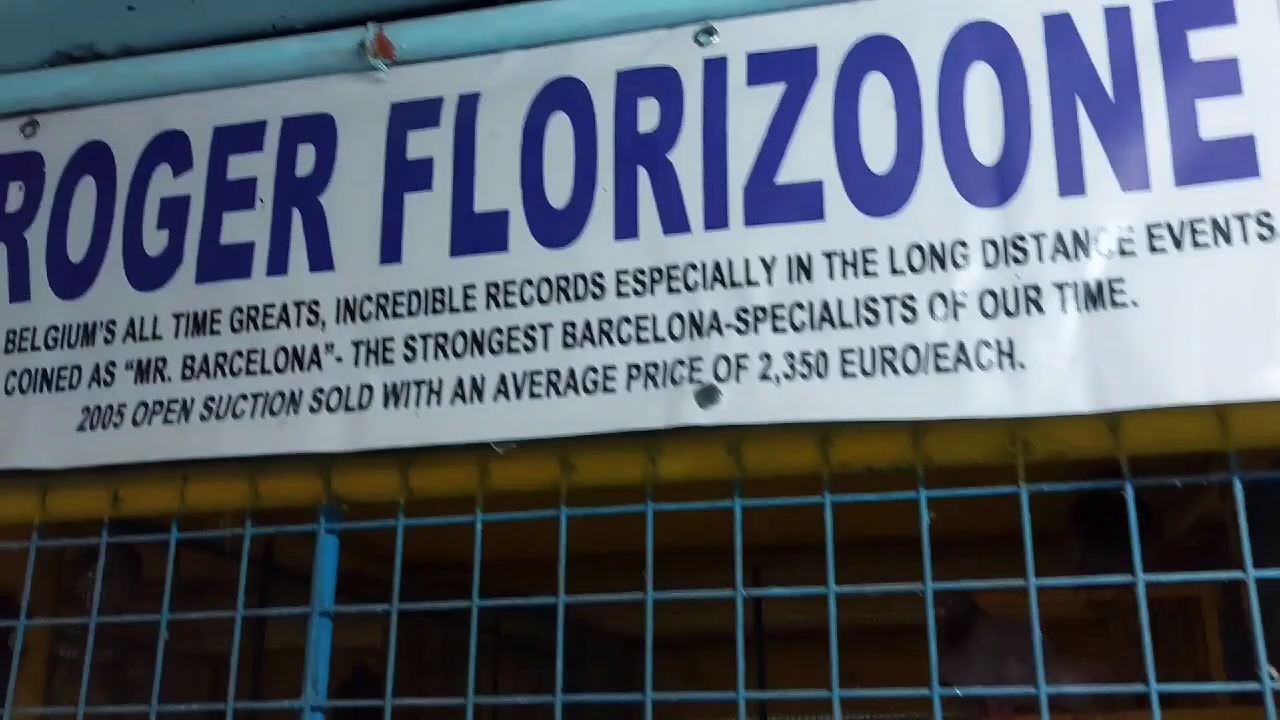 ROGER FLORIZOONE
BELGIUM'S ALL TIME GREATS, INCREDIBLE RECORDS ESPECIALLY IN THE LONG DISTANCE EVENTS
COINED AS "MR. BARCELONA"- THE STRONGEST BARCELONA-SPECIALISTS OF OUR TIME.
2005 OPEN SUCTION SOLD WITH AN AVERAGE PRICE OF 2,350 EURO/EACH.